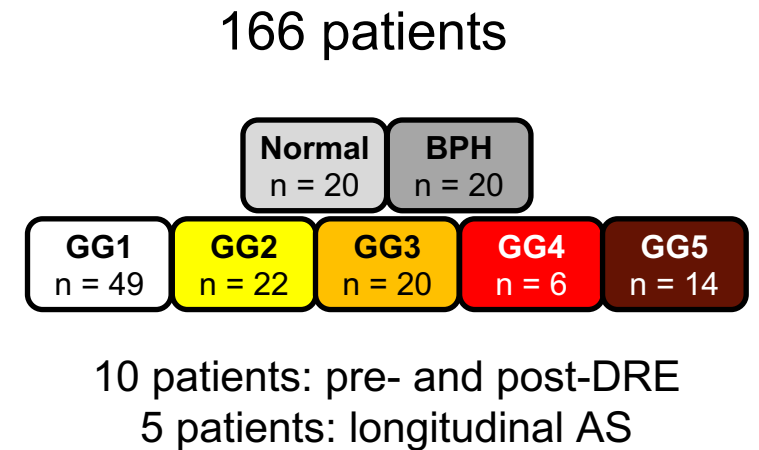 166 patients
Normal BPH
n = 20 n = 20
GG1 GG2 GG3 GG4 GG5
n = 49 n = 22 n = 20 n = 6 n = 14
10 patients: pre- and post-DRE
5 patients: longitudinal AS